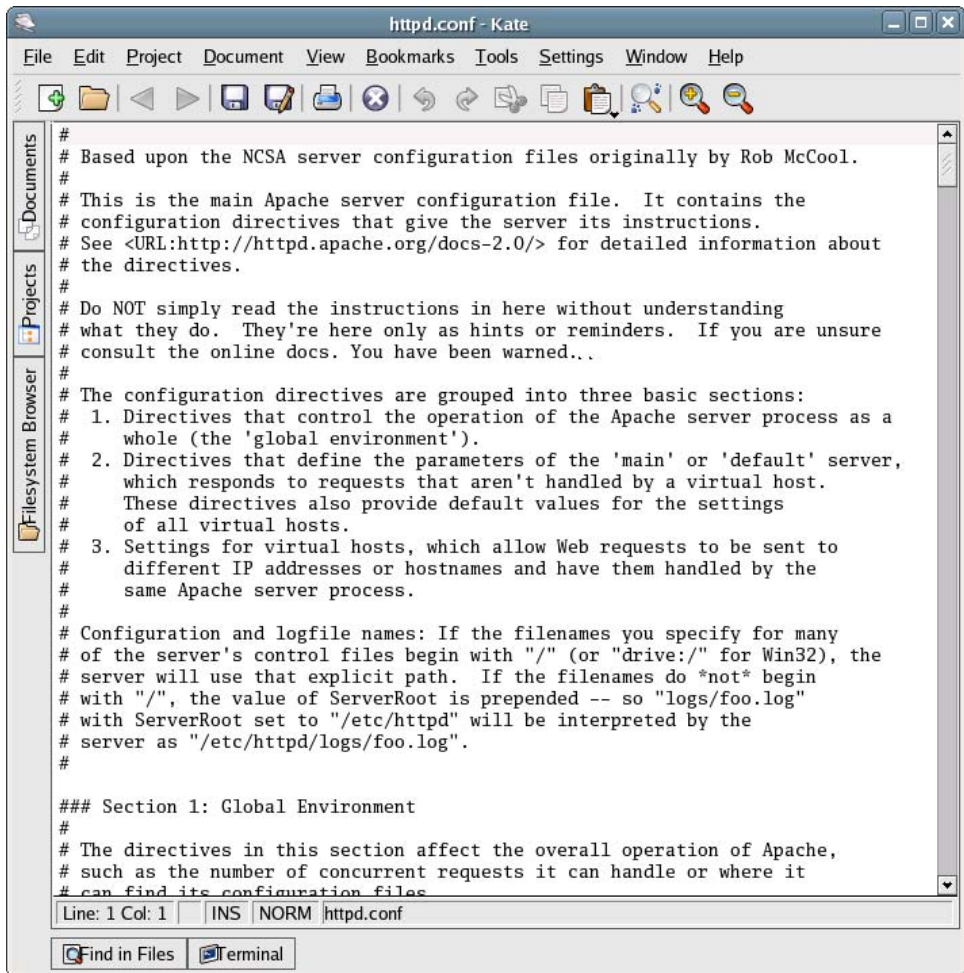 httpd.conf - Kate
File Edit Project Document View Bookmarks Tools Settings Window Help
Documents
Projects
Filesystem Browser
#
# Based upon the NCSA server configuration files originally by Rob McCool.
#
# This is the main Apache server configuration file.  It contains the
# configuration directives that give the server its instructions.
# See <URL:http://httpd.apache.org/docs-2.0/> for detailed information about
# the directives.
#
# Do NOT simply read the instructions in here without understanding
# what they do.  They're here only as hints or reminders.  If you are unsure
# consult the online docs. You have been warned...
#
# The configuration directives are grouped into three basic sections:
#  1. Directives that control the operation of the Apache server process as a
#     whole (the 'global environment').
#  2. Directives that define the parameters of the 'main' or 'default' server,
#     which responds to requests that aren't handled by a virtual host.
#     These directives also provide default values for the settings
#     of all virtual hosts.
#  3. Settings for virtual hosts, which allow Web requests to be sent to
#     different IP addresses or hostnames and have them handled by the
#     same Apache server process.
#
# Configuration and logfile names: If the filenames you specify for many
# of the server's control files begin with "/" (or "drive:/" for Win32), the
# server will use that explicit path.  If the filenames do *not* begin
# with "/", the value of ServerRoot is prepended -- so "logs/foo.log"
# with ServerRoot set to "/etc/httpd" will be interpreted by the
# server as "/etc/httpd/logs/foo.log".
#
### Section 1: Global Environment
#
# The directives in this section affect the overall operation of Apache,
# such as the number of concurrent requests it can handle or where it
# can find its configuration files
Line: 1 Col: 1 INS NORM httpd.conf
Find in Files Terminal